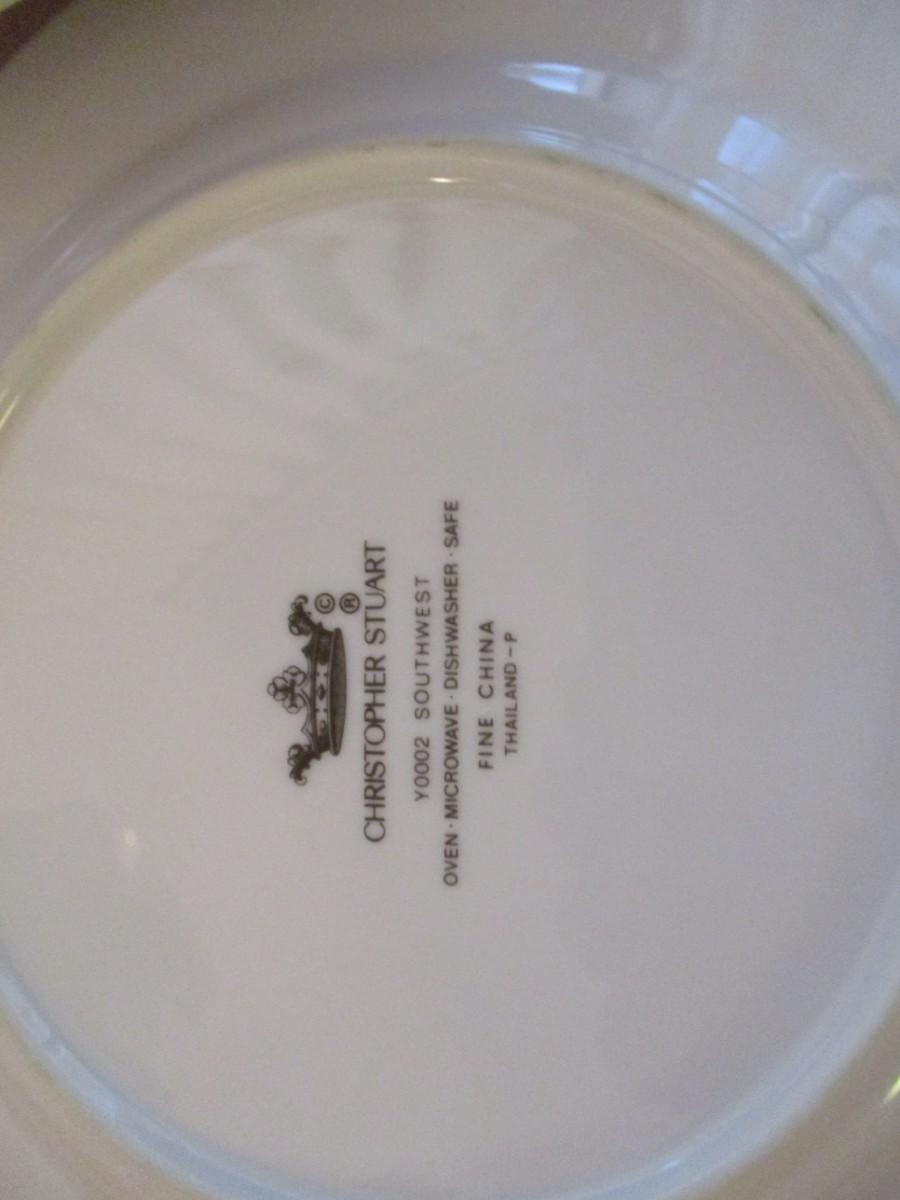 ©
®
CHRISTOPHER STUART
Y0002 SOUTHWEST
OVEN · MICROWAVE · DISHWASHER · SAFE
FINE CHINA
THAILAND-P